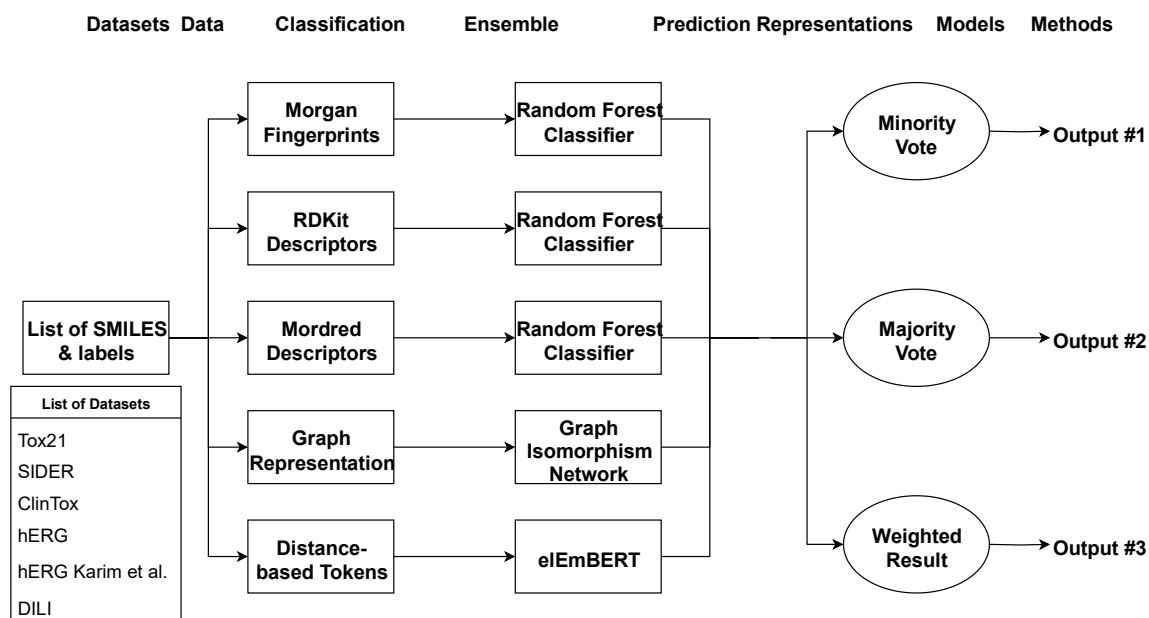 Datasets Data Classification Ensemble Prediction Representations Models Methods
Morgan
Fingerprints
Random Forest
Classifier
Minority
Vote
Output #1
RDKit
Descriptors
Random Forest
Classifier
List of SMILES
& labels
Mordred
Descriptors
Random Forest
Classifier
Majority
Vote
Output #2
List of Datasets
Tox21
SIDER
ClinTox
hERG
hERG Karim et al.
DILI
Graph
Representation
Graph
Isomorphism
Network
Distance-
based Tokens
elEmBERT
Weighted
Result
Output #3